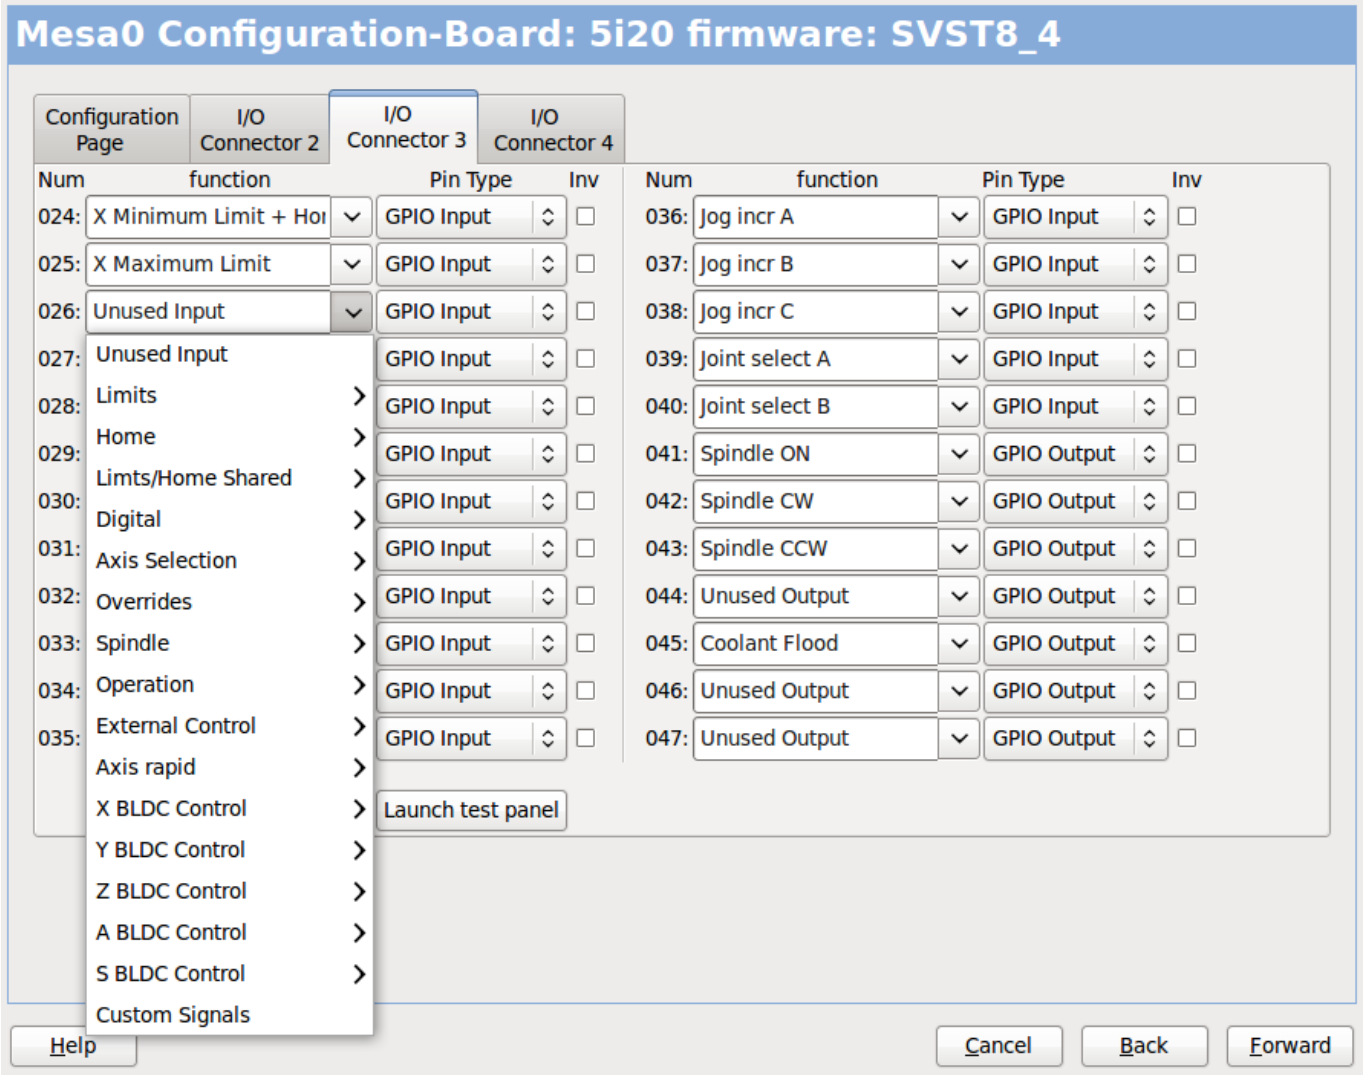 Mesa0 Configuration-Board: 5i20 firmware: SVST8_4
Configuration Page
I/O Connector 2
I/O Connector 3
I/O Connector 4
Num function Pin Type Inv Num function Pin Type Inv
024: X Minimum Limit + Hor GPIO Input 036: Jog incr A GPIO Input
025: X Maximum Limit GPIO Input 037: Jog incr B GPIO Input
026: Unused Input GPIO Input 038: Jog incr C GPIO Input
027: GPIO Input 039: Joint select A GPIO Input
028: GPIO Input 040: Joint select B GPIO Input
029: GPIO Input 041: Spindle ON GPIO Output
030: GPIO Input 042: Spindle CW GPIO Output
031: GPIO Input 043: Spindle CCW GPIO Output
032: GPIO Input 044: Unused Output GPIO Output
033: GPIO Input 045: Coolant Flood GPIO Output
034: GPIO Input 046: Unused Output GPIO Output
035: GPIO Input 047: Unused Output GPIO Output
Unused Input
Limits
Home
Limts/Home Shared
Digital
Axis Selection
Overrides
Spindle
Operation
External Control
Axis rapid
X BLDC Control
Y BLDC Control
Z BLDC Control
A BLDC Control
S BLDC Control
Custom Signals
Launch test panel
Help Cancel Back Forward